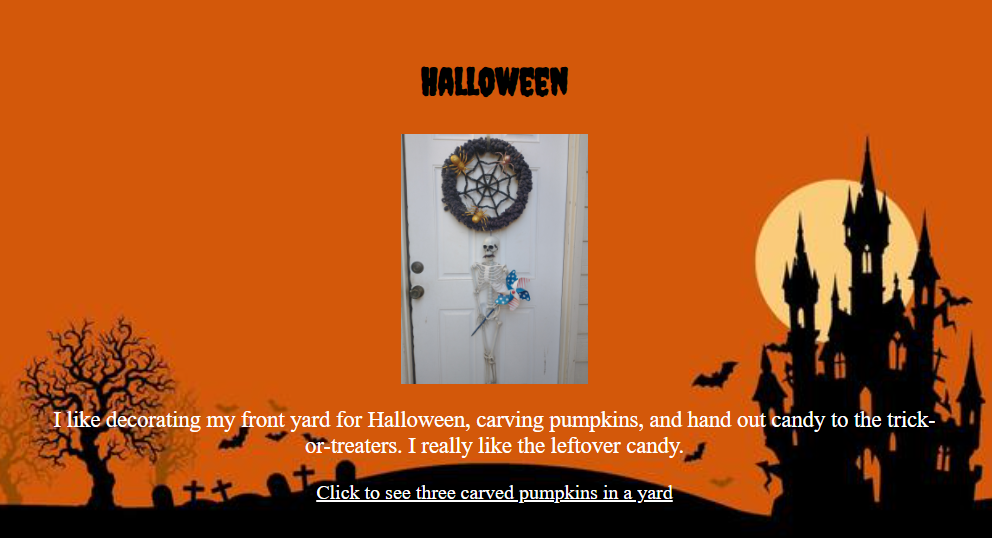 HALLOWEEN
I like decorating my front yard for Halloween, carving pumpkins, and hand out candy to the trick-
or-treaters. I really like the leftover candy.
Click to see three carved pumpkins in a yard